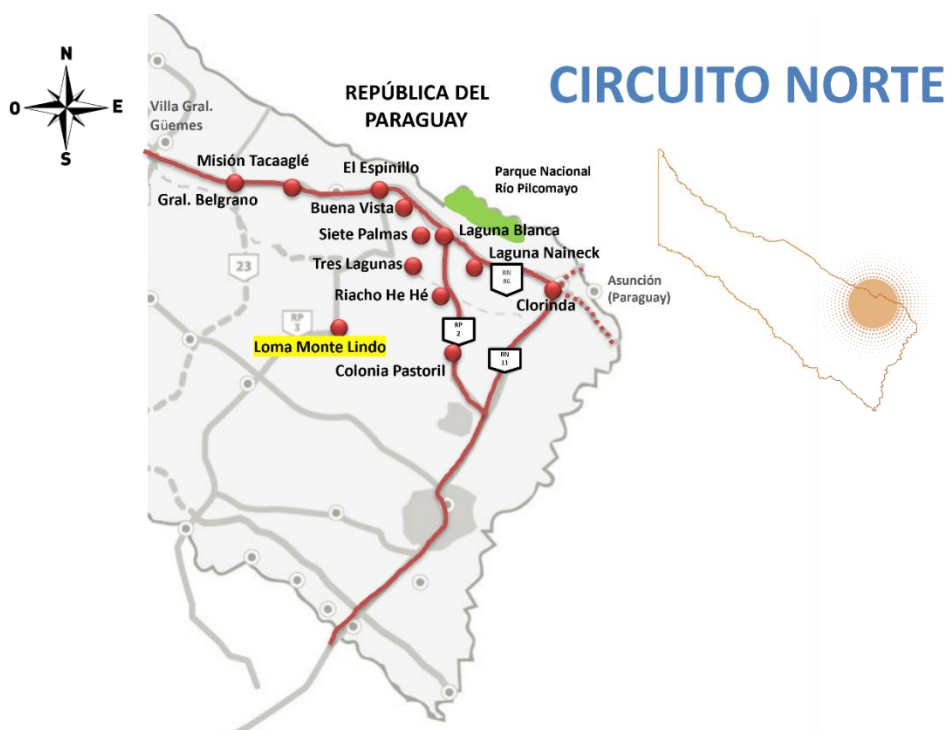 CIRCUITO NORTE
N
O
E
S
REPÚBLICA DEL
PARAGUAY
Villa Gral.
Güemes
Misión Tacaaglé
El Espinillo
Parque Nacional
Río Pilcomayo
Gral. Belgrano
Buena Vista
Siete Palmas
Laguna Blanca
Laguna Naineck
Tres Lagunas
23
RN
86
Asunción
(Paraguay)
Riacho He Hé
Clorinda
RP
3
Loma Monte Lindo
RP
2
RN
11
Colonia Pastoril